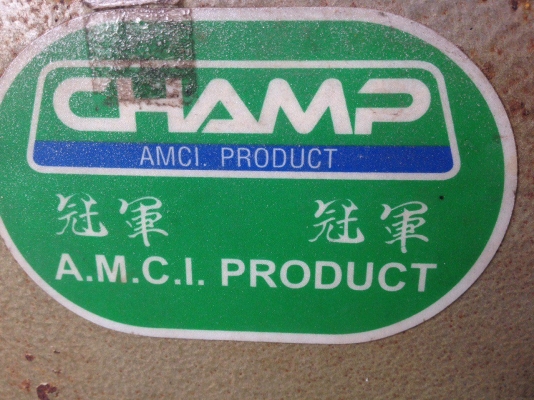 CHAMP
AMCI. PRODUCT
冠軍 冠軍
A.M.C.I. PRODUCT